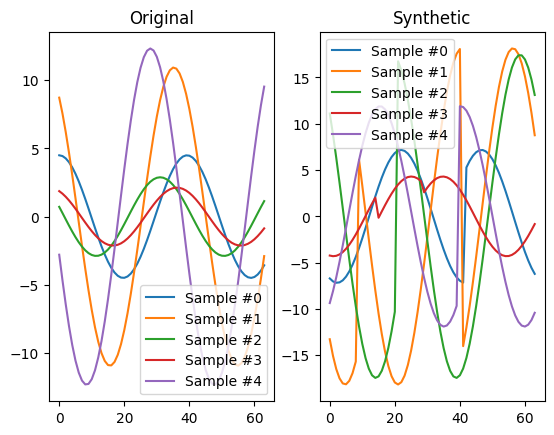 Original
10
5
0
−5
−10
0
20
40
60
Sample #0
Sample #1
Sample #2
Sample #3
Sample #4
Synthetic
15
10
5
0
−5
−10
−15
0
20
40
60
Sample #0
Sample #1
Sample #2
Sample #3
Sample #4